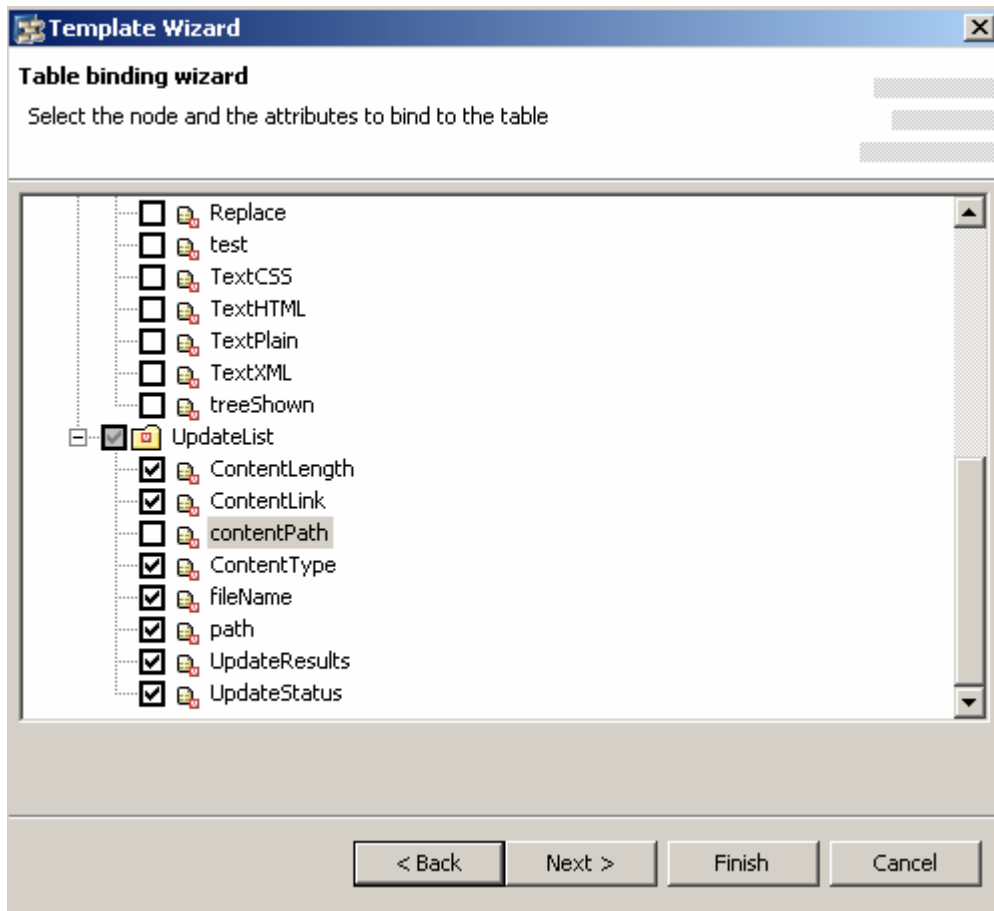 Template Wizard
Table binding wizard
Select the node and the attributes to bind to the table
Replace
test
TextCSS
TextHTML
TextPlain
TextXML
treeShown
UpdateList
ContentLength
ContentLink
contentPath
ContentType
fileName
path
UpdateResults
UpdateStatus
< Back Next > Finish Cancel